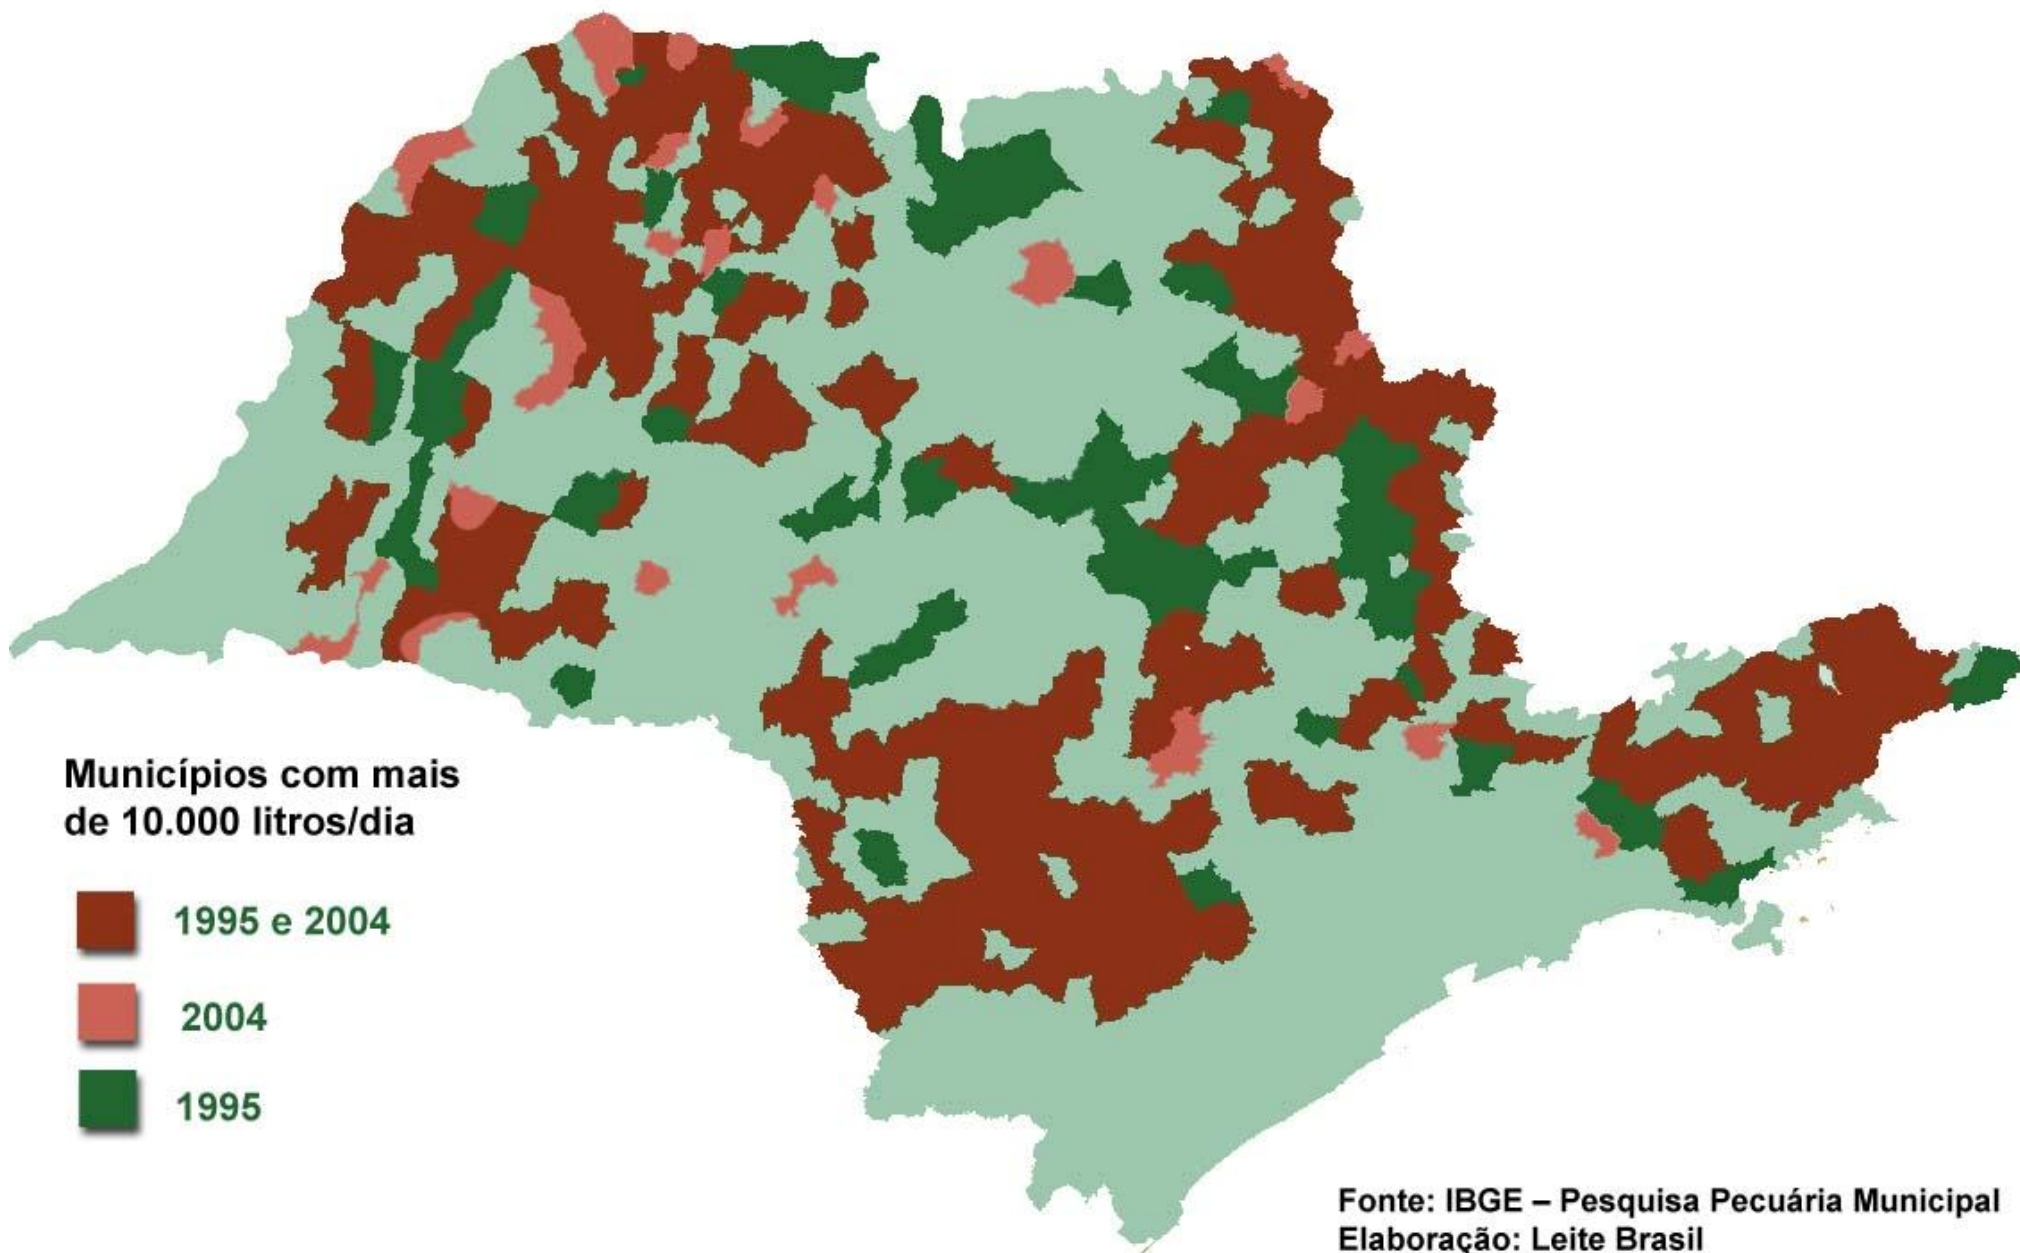 Municípios com mais
de 10.000 litros/dia
1995 e 2004
2004
1995
Fonte: IBGE – Pesquisa Pecuária Municipal
Elaboração: Leite Brasil